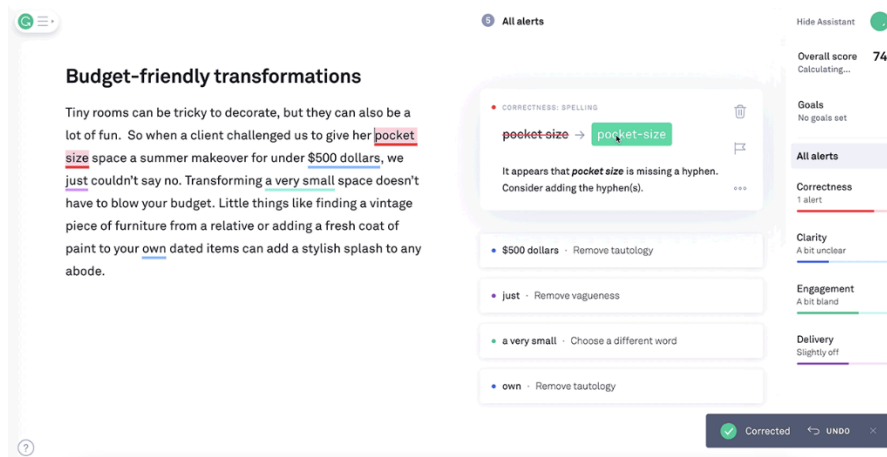 5 All alerts
Hide Assistant
Overall score 74
Calculating...
Goals
No goals set
All alerts
Correctness
1 alert
Clarity
A bit unclear
Engagement
A bit bland
Delivery
Slightly off
Budget-friendly transformations
Tiny rooms can be tricky to decorate, but they can also be a
lot of fun. So when a client challenged us to give her pocket
size space a summer makeover for under $500 dollars, we
just couldn't say no. Transforming a very small space doesn't
have to blow your budget. Little things like finding a vintage
piece of furniture from a relative or adding a fresh coat of
paint to your own dated items can add a stylish splash to any
abode.
CORRECTNESS: SPELLING
pocket size → pocket-size
It appears that pocket size is missing a hyphen.
Consider adding the hyphen(s).
$500 dollars · Remove tautology
just · Remove vagueness
a very small · Choose a different word
own · Remove tautology
Corrected UNDO ×
?